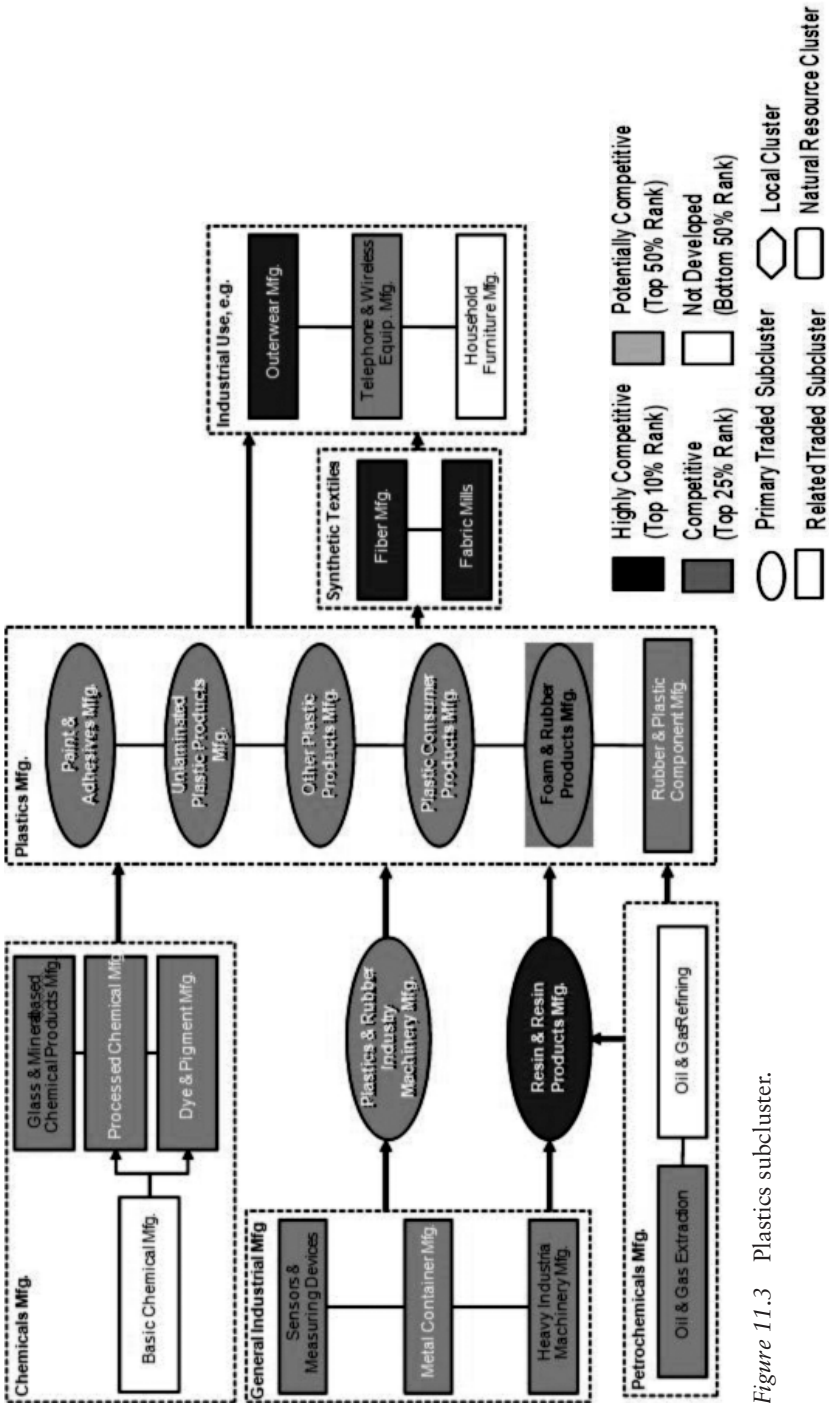 Chemicals Mfg.
Basic Chemical Mfg.
Glass & Mineral-based
Chemical Products Mfg.
Processed Chemical Mfg.
Dye & Pigment Mfg.
General Industrial Mfg
Sensors &
Measuring Devices
Metal Container Mfg.
Heavy Industria
Machinery Mfg.
Petrochemicals Mfg.
Oil & Gas Extraction
Oil & Gas Refining
Plastics & Rubber
Industry
Machinery Mfg.
Resin & Resin
Products Mfg.
Plastics Mfg.
Paint &
Adhesives Mfg.
Unlaminated
Plastic Products
Mfg.
Other Plastic
Products Mfg.
Plastic Consumer
Products Mfg.
Foam & Rubber
Products Mfg.
Rubber & Plastic
Component Mfg.
Synthetic Textiles
Fiber Mfg.
Fabric Mills
Industrial Use, e.g.
Outerwear Mfg.
Telephone & Wireless
Equip. Mfg.
Household
Furniture Mfg.
Highly Competitive
(Top 10% Rank)
Potentially Competitive
(Top 50% Rank)
Competitive
(Top 25% Rank)
Not Developed
(Bottom 50% Rank)
Primary Traded Subcluster
Local Cluster
Related Traded Subcluster
Natural Resource Cluster
Figure 11.3 Plastics subcluster.